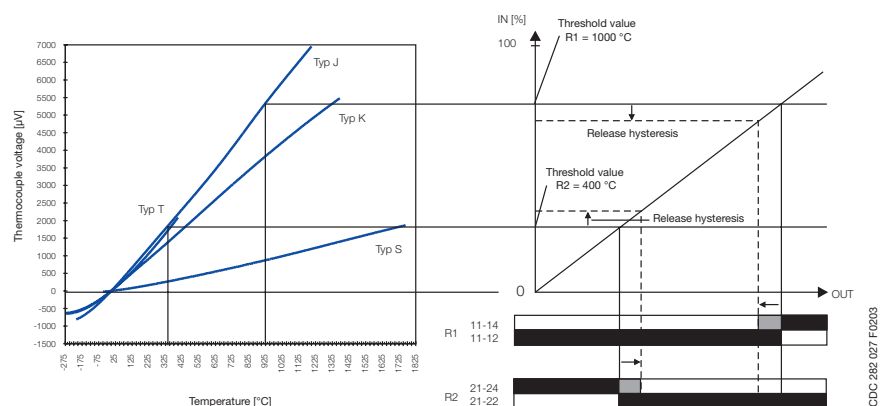 7000
6500
6000
5500
5000
4500
4000
3500
3000
2500
2000
1500
1000
500
0
-500
-1000
-1500
Thermocouple voltage [µV]
Typ J
Typ K
Typ T
Typ S
-275
-175
-75
25
125
225
325
425
525
625
725
825
925
1025
1125
1225
1325
1425
1525
1625
1725
1825
Temperature [°C]
IN [%]
100
Threshold value
R1 = 1000 °C
Release hysteresis
Threshold value
R2 = 400 °C
Release hysteresis
0
OUT
R1
11-14
11-12
R2
21-24
21-22
CDC 282 027 F0203